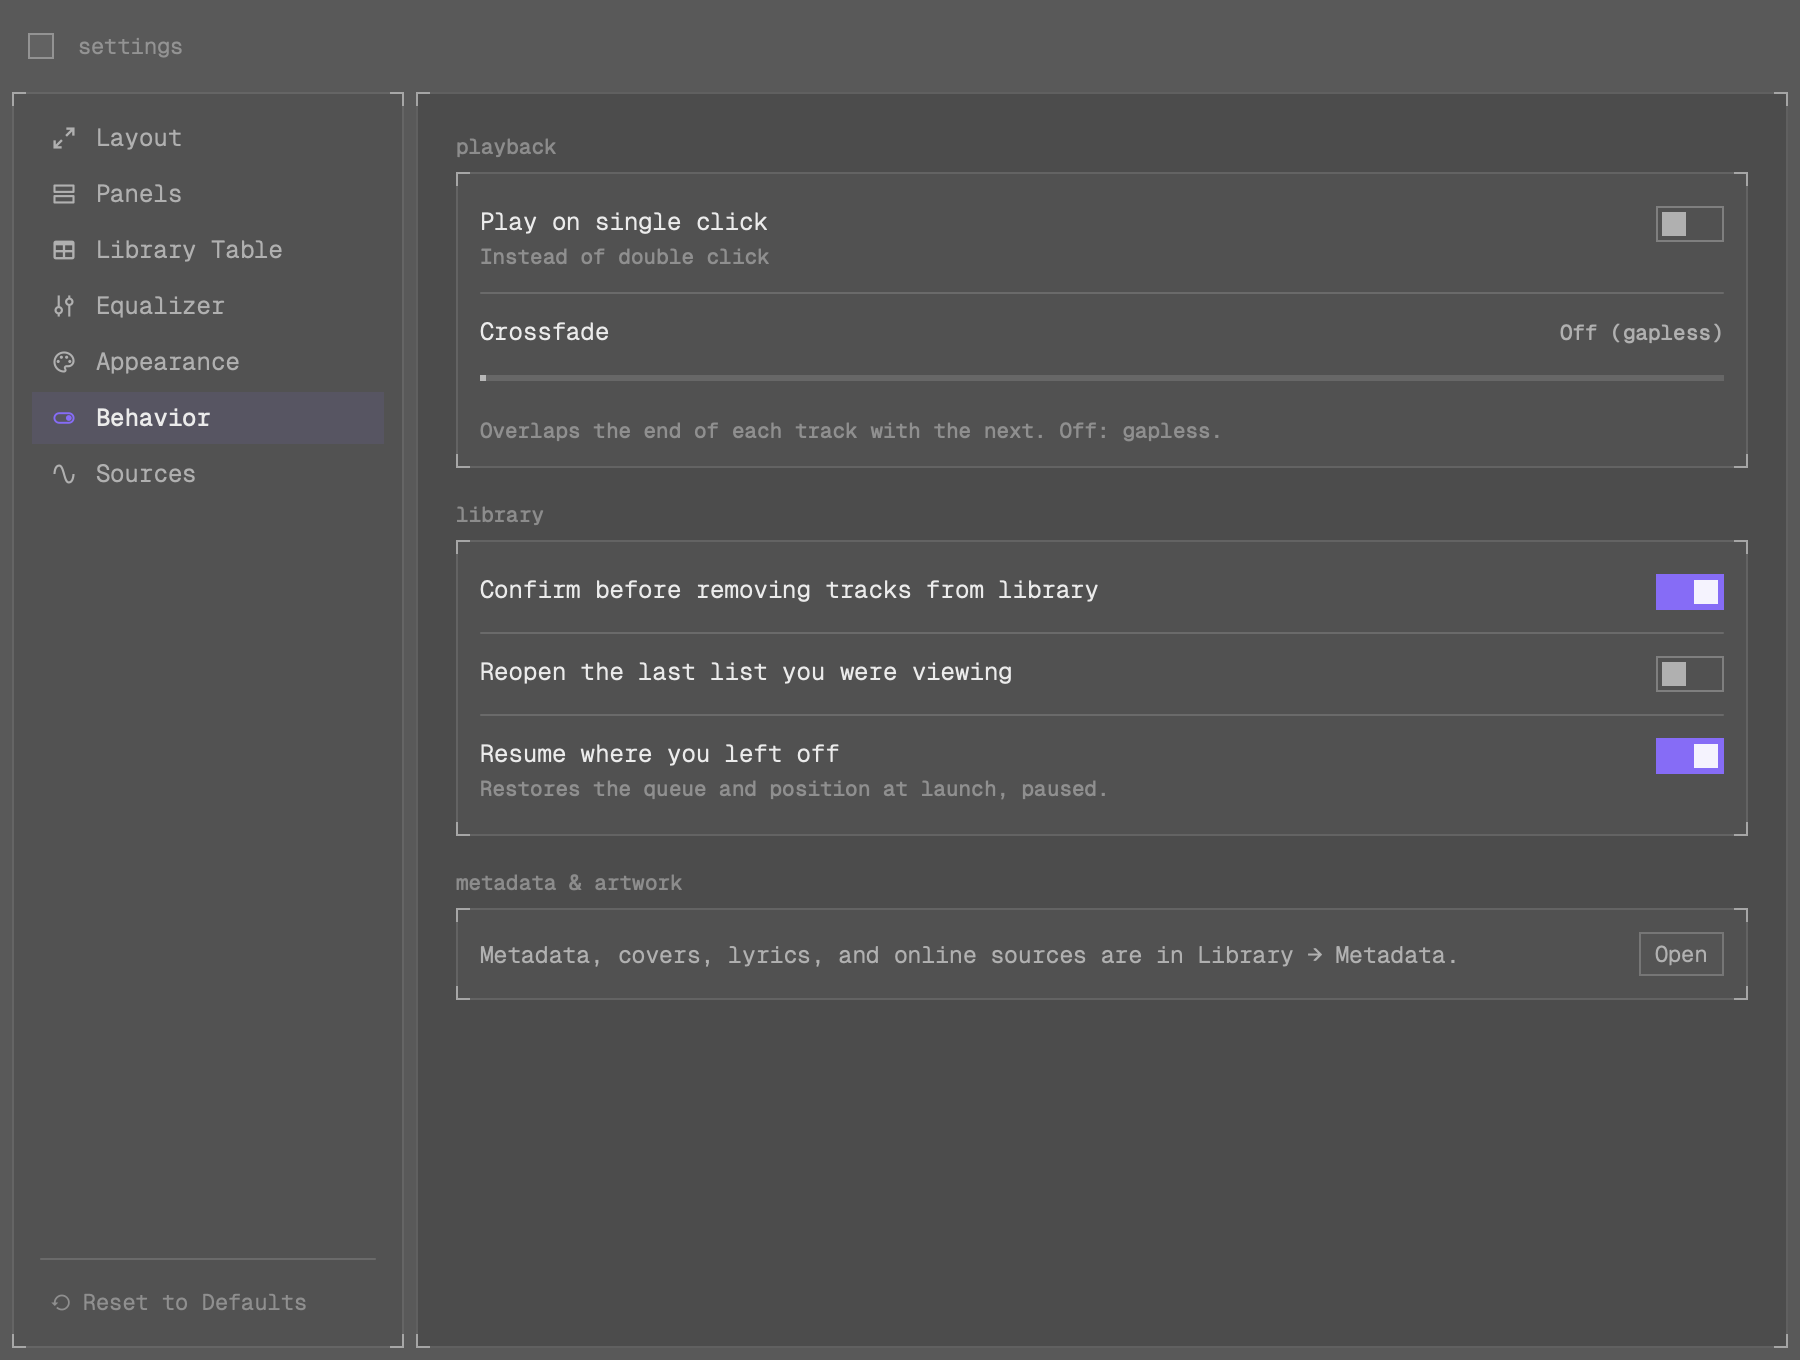 settings
Layout
Panels
Library Table
Equalizer
Appearance
Behavior
Sources
Reset to Defaults
playback
Play on single click
Instead of double click
Crossfade
Off (gapless)
Overlaps the end of each track with the next. Off: gapless.
library
Confirm before removing tracks from library
Reopen the last list you were viewing
Resume where you left off
Restores the queue and position at launch, paused.
metadata & artwork
Metadata, covers, lyrics, and online sources are in Library → Metadata.
Open